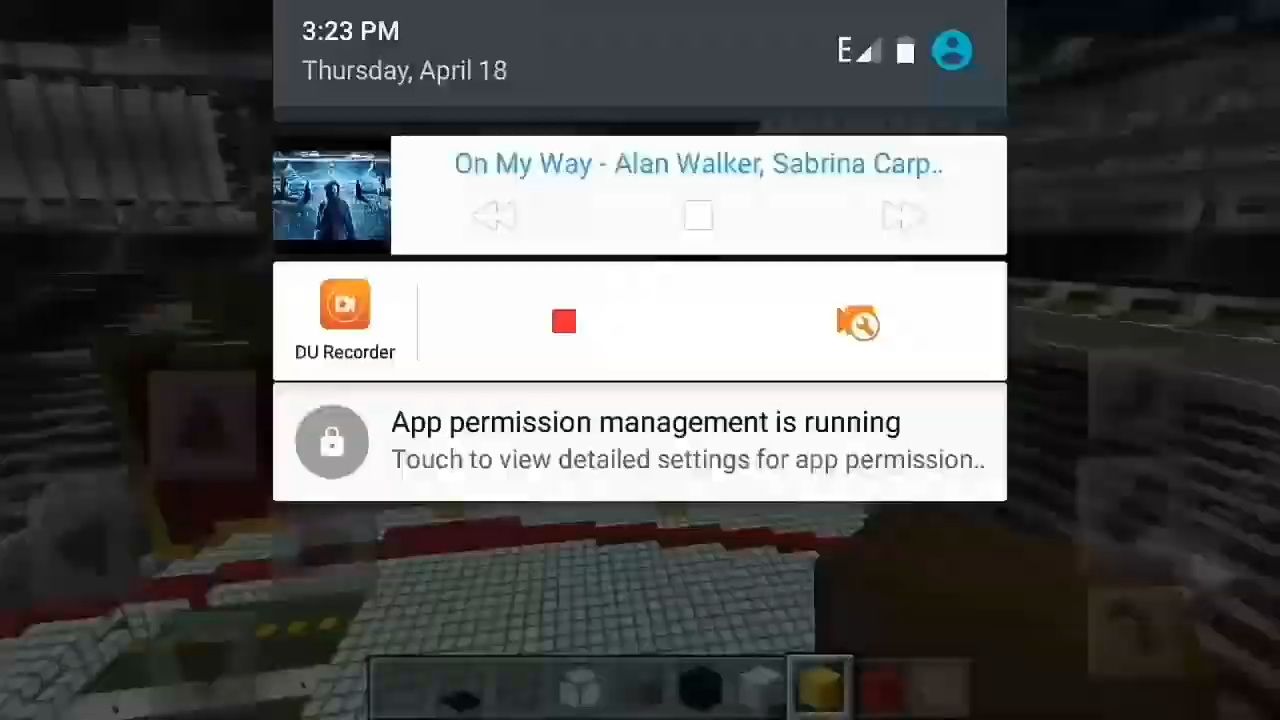 3:23 PM
Thursday, April 18
E
On My Way - Alan Walker, Sabrina Carp..
DU Recorder
App permission management is running
Touch to view detailed settings for app permission..